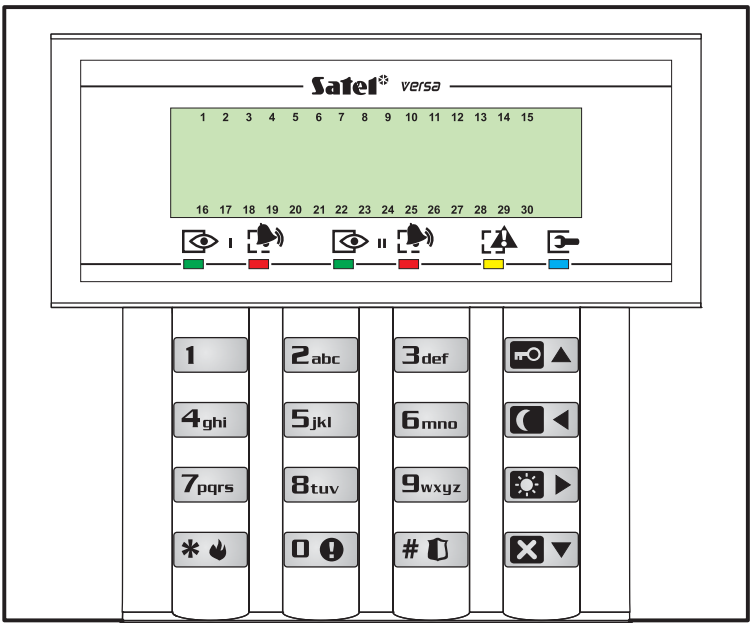 Satel* versa
1 2 3 4 5 6 7 8 9 10 11 12 13 14 15
16 17 18 19 20 21 22 23 24 25 26 27 28 29 30
I II
1 2abc 3def
4ghi 5jkl 6mno
7pqrs 8tuv 9wxyz
* 0 #